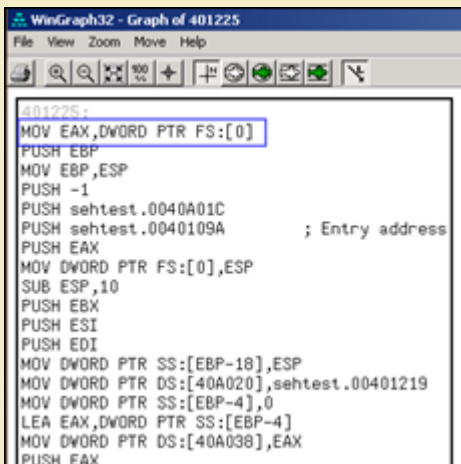 WinGraph32 - Graph of 401225
File View Zoom Move Help
100
%
401225:
MOV EAX,DWORD PTR FS:[0]
PUSH EBP
MOV EBP,ESP
PUSH -1
PUSH sehtest.0040A01C
PUSH sehtest.0040109A ; Entry address
PUSH EAX
MOV DWORD PTR FS:[0],ESP
SUB ESP,10
PUSH EBX
PUSH ESI
PUSH EDI
MOV DWORD PTR SS:[EBP-18],ESP
MOV DWORD PTR DS:[40A020],sehtest.00401219
MOV DWORD PTR SS:[EBP-4],0
LEA EAX,DWORD PTR SS:[EBP-4]
MOV DWORD PTR DS:[40A038],EAX
PUSH EAX